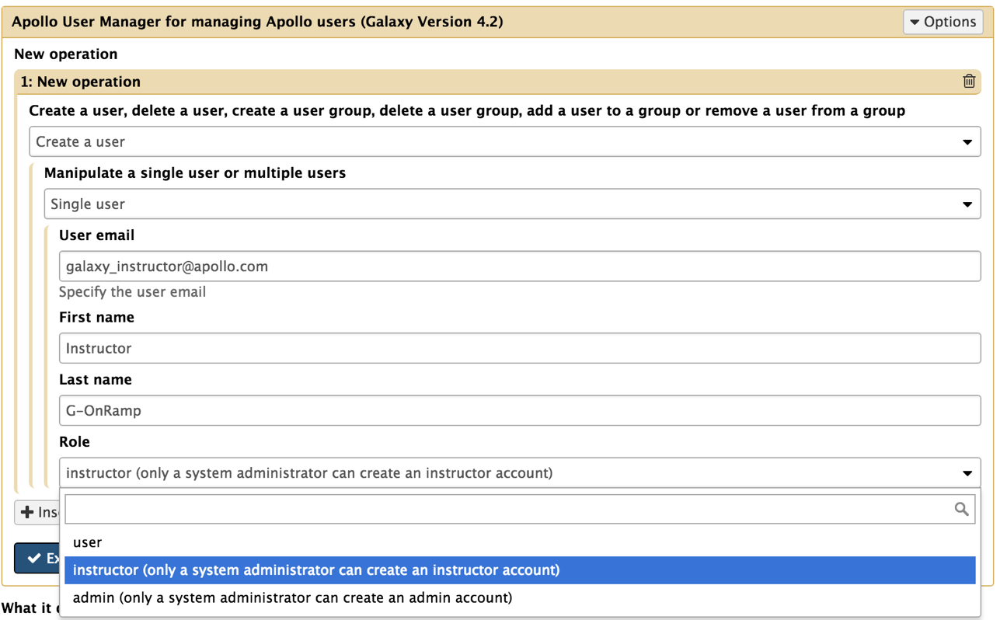 Apollo User Manager for managing Apollo users (Galaxy Version 4.2)
Options
New operation
1: New operation
Create a user, delete a user, create a user group, delete a user group, add a user to a group or remove a user from a group
Create a user
Manipulate a single user or multiple users
Single user
User email
galaxy_instructor@apollo.com
Specify the user email
First name
Instructor
Last name
G-OnRamp
Role
instructor (only a system administrator can create an instructor account)
user
instructor (only a system administrator can create an instructor account)
admin (only a system administrator can create an admin account)
What it